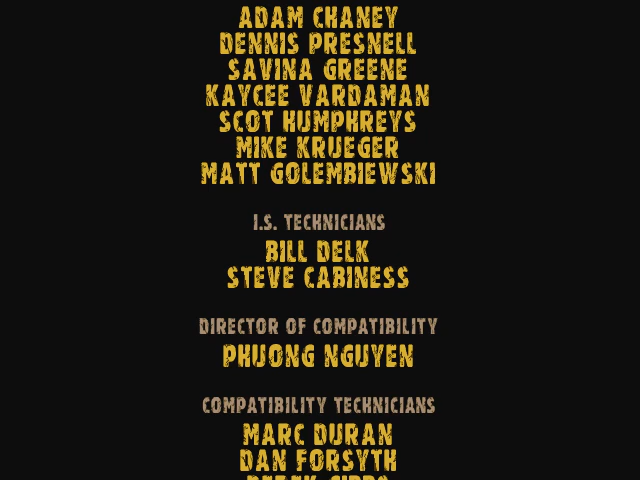 ADAM CHANEY
DENNIS PRESNELL
SAVINA GREENE
KAYCEE VARDAMAN
SCOT HUMPHREYS
MIKE KRUEGER
MATT GOLEMBIEWSKI
I.S. TECHNICIANS
BILL DELK
STEVE CABINESS
DIRECTOR OF COMPATIBILITY
PHUONG NGUYEN
COMPATIBILITY TECHNICIANS
MARC DURAN
DAN FORSYTH